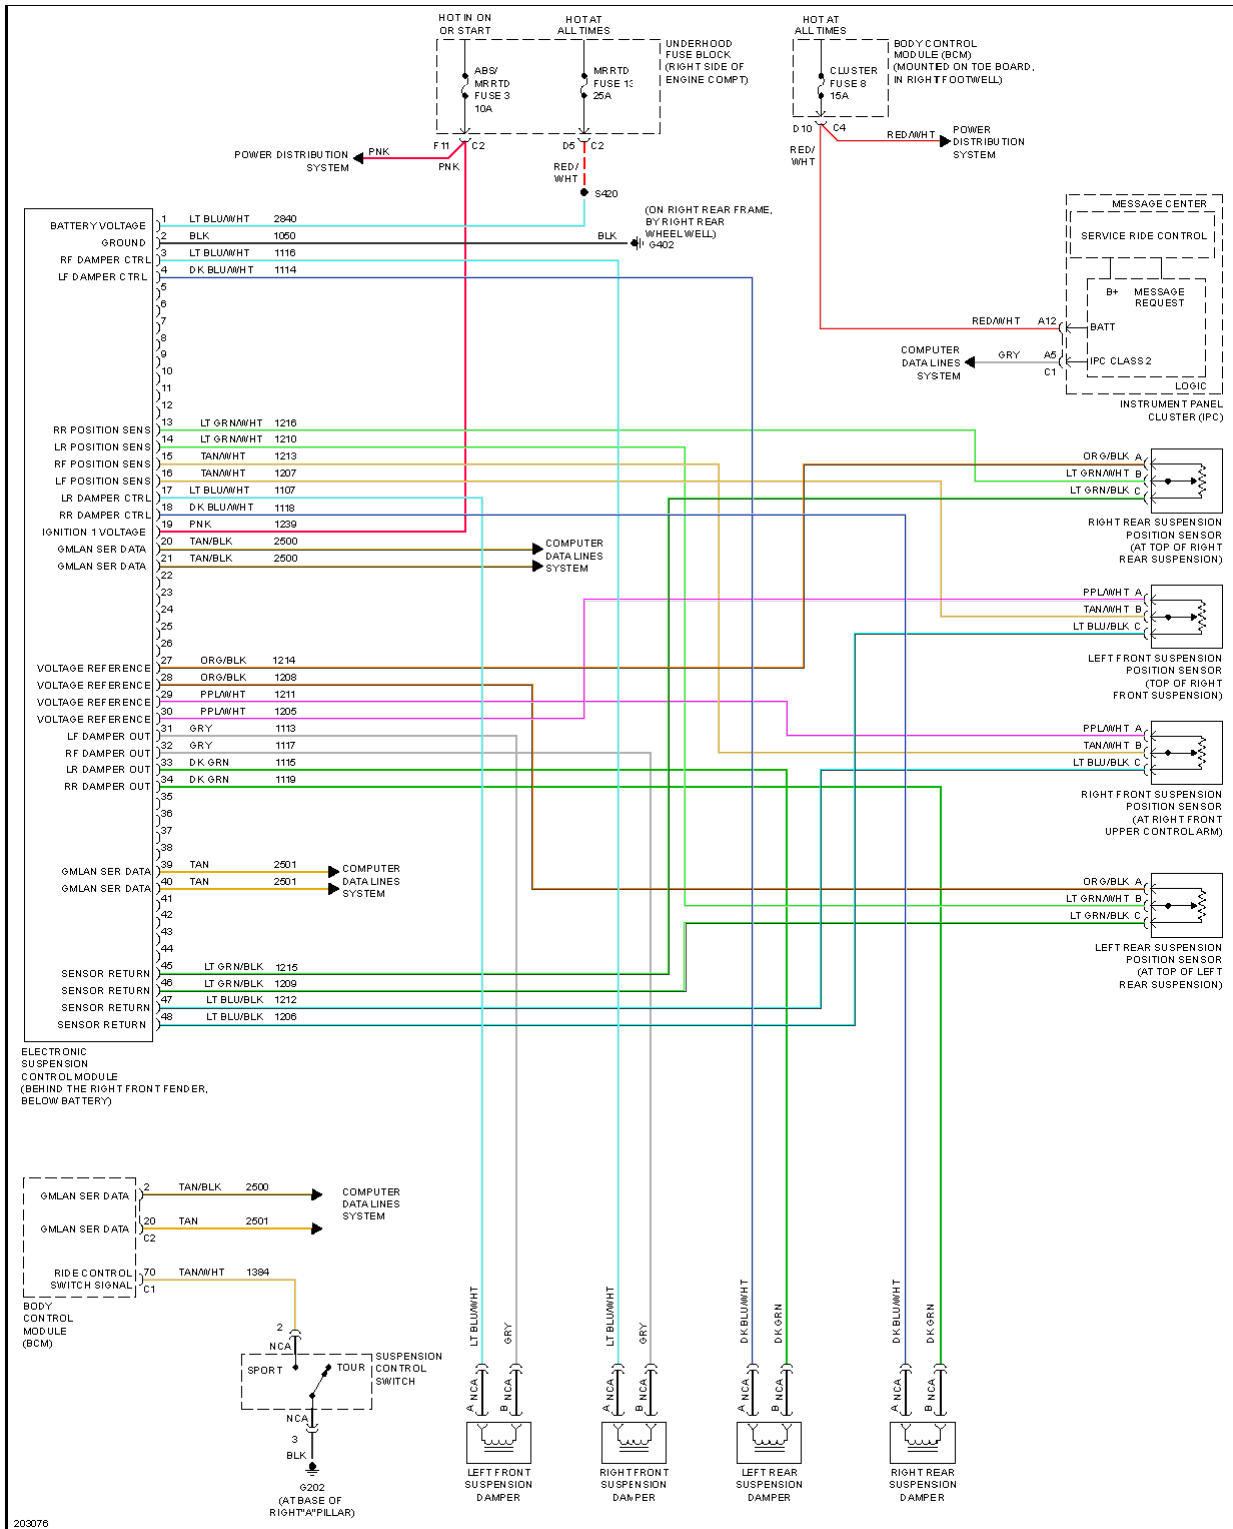 HOT IN ON
OR START
HOT AT
ALL TIMES
HOT AT
ALL TIMES
UNDERHOOD
FUSE BLOCK
(RIGHT SIDE OF
ENGINE COMPT)
BODY CONTROL
MODULE (BCM)
(MOUNTED ON TOE BOARD,
IN RIGHT FOOTWELL)
ABS/
MRRTD
FUSE 3
10A
MRRTD
FUSE 13
25A
CLUSTER
FUSE 8
15A
F11 C2
D5 C2
D10 C4
POWER DISTRIBUTION
SYSTEM
PNK
PNK
RED/
WHT
S420
RED/
WHT
RED/WHT
POWER
DISTRIBUTION
SYSTEM
(ON RIGHT REAR FRAME,
BY RIGHT REAR
WHEELWELL)
BLK
G402
MESSAGE CENTER
SERVICE RIDE CONTROL
B+
MESSAGE
REQUEST
RED/WHT A12
BATT
COMPUTER
DATA LINES
SYSTEM
GRY A5
C1
IPC CLASS 2
LOGIC
INSTRUMENT PANEL
CLUSTER (IPC)
BATTERY VOLTAGE 1 LT BLU/WHT 2840
GROUND 2 BLK 1050
RF DAMPER CTRL 3 LT BLU/WHT 1116
LF DAMPER CTRL 4 DK BLU/WHT 1114
5
6
7
8
9
10
11
12
RR POSITION SENS 13 LT GRN/WHT 1216
LR POSITION SENS 14 LT GRN/WHT 1210
RF POSITION SENS 15 TAN/WHT 1213
LF POSITION SENS 16 TAN/WHT 1207
LR DAMPER CTRL 17 LT BLU/WHT 1107
RR DAMPER CTRL 18 DK BLU/WHT 1118
IGNITION 1 VOLTAGE 19 PNK 1239
GMLAN SER DATA 20 TAN/BLK 2500
GMLAN SER DATA 21 TAN/BLK 2500
COMPUTER
DATA LINES
SYSTEM
22
23
24
25
26
VOLTAGE REFERENCE 27 ORG/BLK 1214
VOLTAGE REFERENCE 28 ORG/BLK 1208
VOLTAGE REFERENCE 29 PPL/WHT 1211
VOLTAGE REFERENCE 30 PPL/WHT 1205
LF DAMPER OUT 31 GRY 1113
RF DAMPER OUT 32 GRY 1117
LR DAMPER OUT 33 DK GRN 1115
RR DAMPER OUT 34 DK GRN 1119
35
36
37
38
GMLAN SER DATA 39 TAN 2501
GMLAN SER DATA 40 TAN 2501
COMPUTER
DATA LINES
SYSTEM
41
42
43
44
SENSOR RETURN 45 LT GRN/BLK 1215
SENSOR RETURN 46 LT GRN/BLK 1209
SENSOR RETURN 47 LT BLU/BLK 1212
SENSOR RETURN 48 LT BLU/BLK 1206
ELECTRONIC
SUSPENSION
CONTROL MODULE
(BEHIND THE RIGHT FRONT FENDER,
BELOW BATTERY)
ORG/BLK A
LT GRN/WHT B
LT GRN/BLK C
RIGHT REAR SUSPENSION
POSITION SENSOR
(AT TOP OF RIGHT
REAR SUSPENSION)
PPL/WHT A
TAN/WHT B
LT BLU/BLK C
LEFT FRONT SUSPENSION
POSITION SENSOR
(TOP OF RIGHT
FRONT SUSPENSION)
PPL/WHT A
TAN/WHT B
LT BLU/BLK C
RIGHT FRONT SUSPENSION
POSITION SENSOR
(AT RIGHT FRONT
UPPER CONTROL ARM)
ORG/BLK A
LT GRN/WHT B
LT GRN/BLK C
LEFT REAR SUSPENSION
POSITION SENSOR
(AT TOP OF LEFT
REAR SUSPENSION)
GMLAN SER DATA 2 TAN/BLK 2500
GMLAN SER DATA 20 TAN 2501
C2
COMPUTER
DATA LINES
SYSTEM
RIDE CONTROL
SWITCH SIGNAL
70 TAN/WHT 1384
C1
BODY
CONTROL
MODULE
(BCM)
2
NCA
SPORT
TOUR
SUSPENSION
CONTROL
SWITCH
NCA
3
BLK
G202
(AT BASE OF
RIGHT "A" PILLAR)
LT BLU/WHT
GRY
LT BLU/WHT
GRY
DK BLU/WHT
DK GRN
DK BLU/WHT
DK GRN
A NCA
B NCA
A NCA
B NCA
A NCA
B NCA
A NCA
B NCA
LEFT FRONT
SUSPENSION
DAMPER
RIGHT FRONT
SUSPENSION
DAMPER
LEFT REAR
SUSPENSION
DAMPER
RIGHT REAR
SUSPENSION
DAMPER
203076